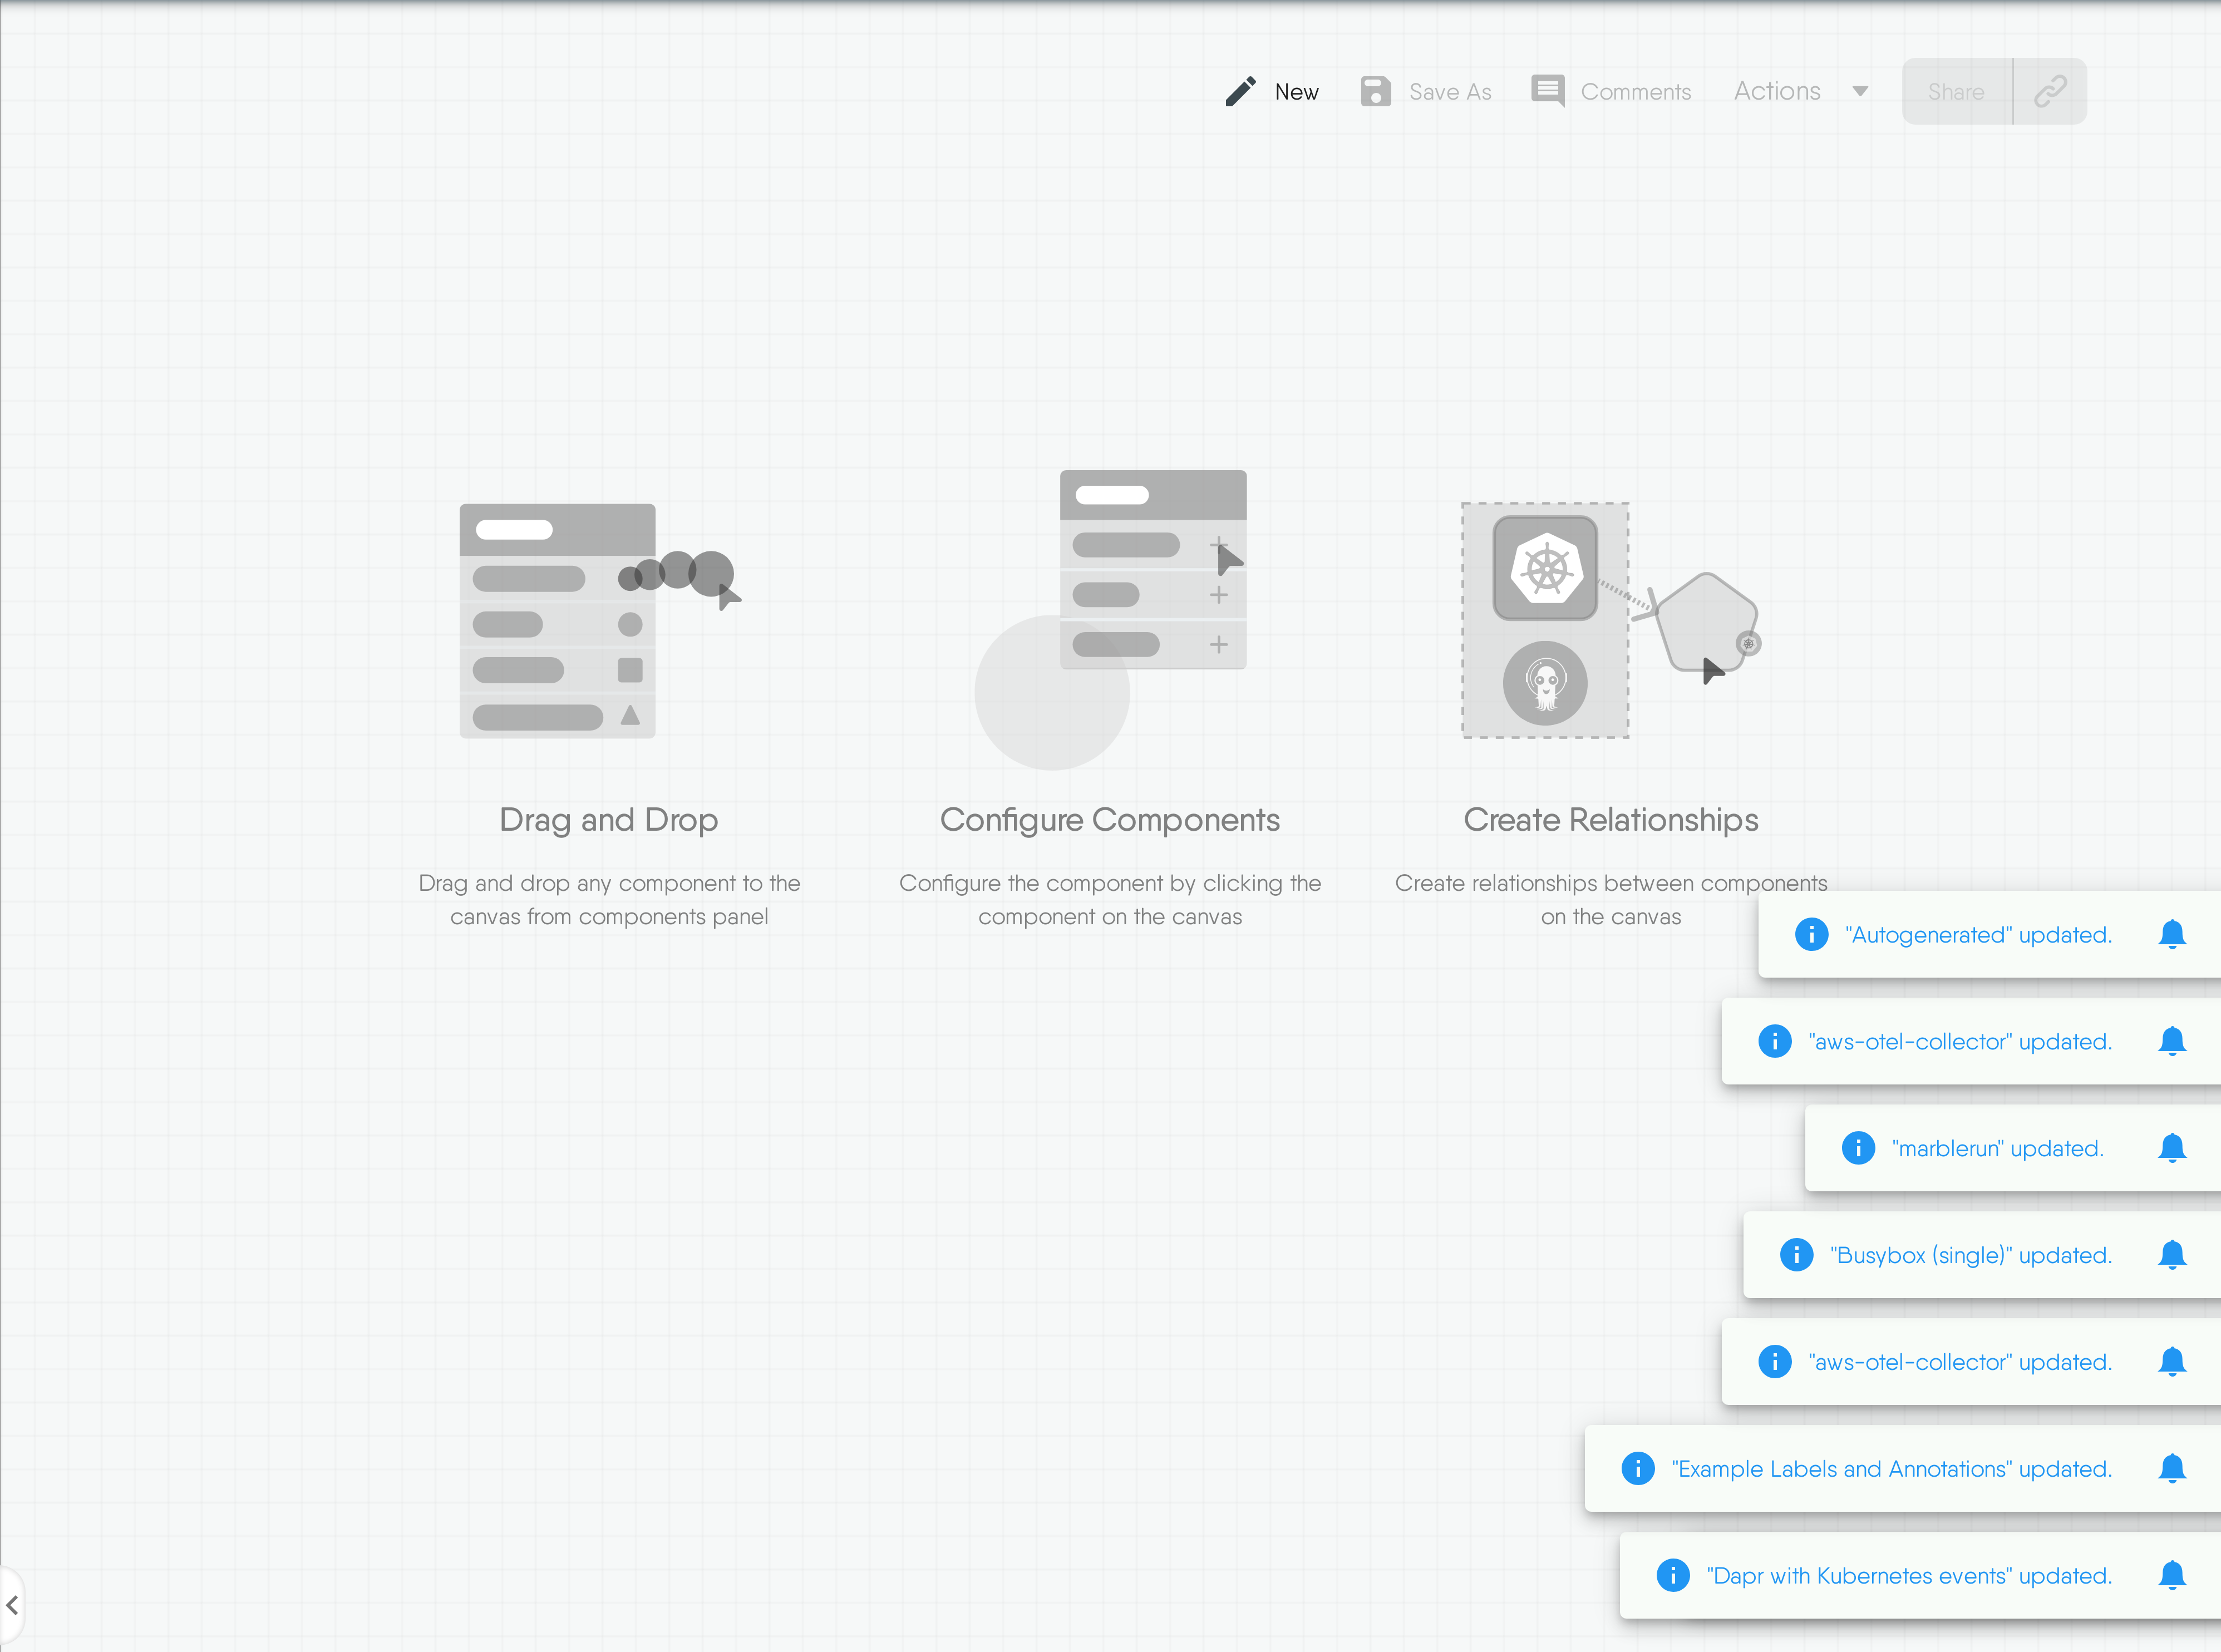 New
Save As
Comments
Actions
Share
Drag and Drop
Drag and drop any component to the
canvas from components panel
Configure Components
Configure the component by clicking the
component on the canvas
Create Relationships
Create relationships between components
on the canvas
"Autogenerated" updated.
"aws-otel-collector" updated.
"marblerun" updated.
"Busybox (single)" updated.
"aws-otel-collector" updated.
"Example Labels and Annotations" updated.
"Dapr with Kubernetes events" updated.